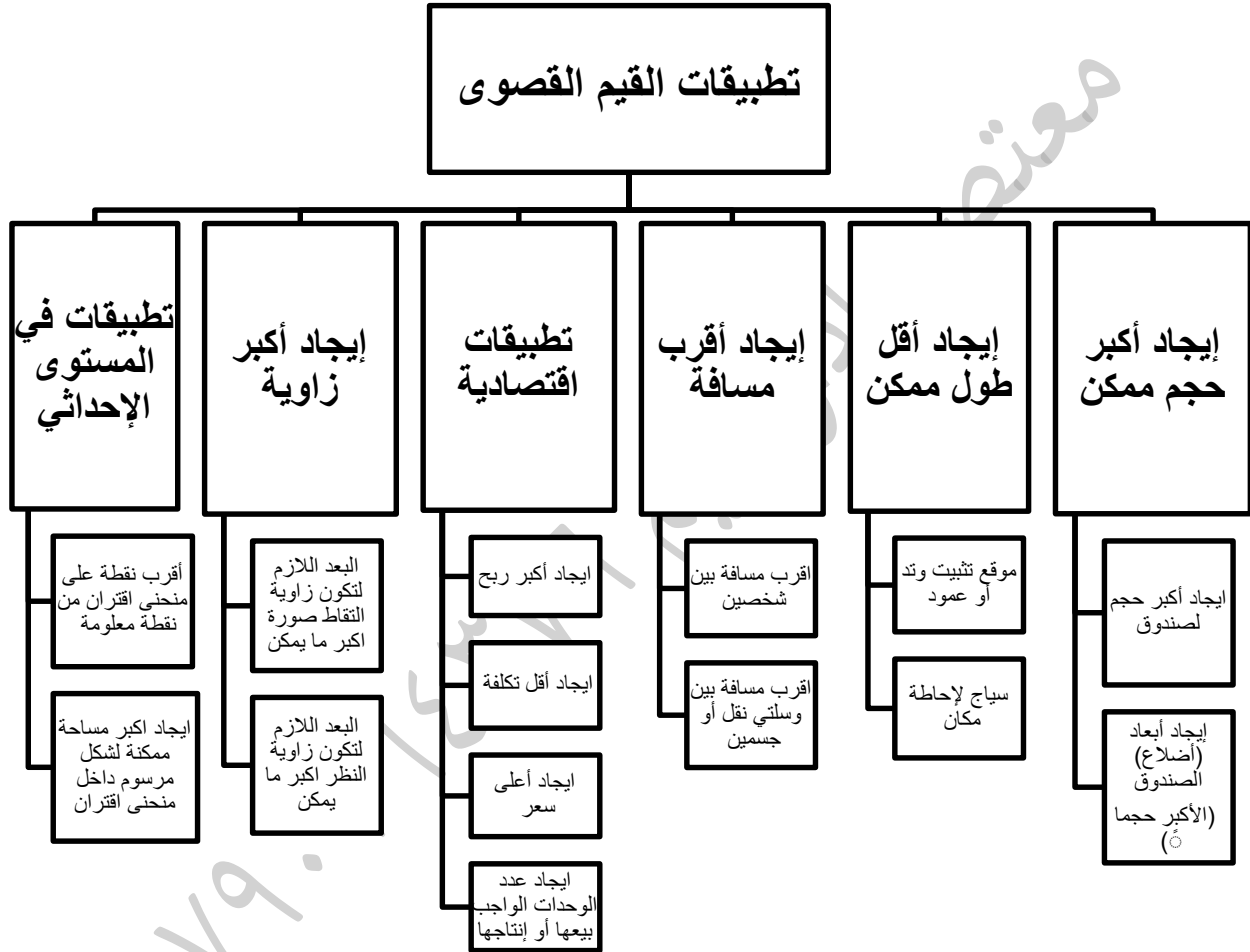 تطبيقات القيم القصوى
إيجاد أكبر
حجم ممكن
ايجاد أكبر حجم
لصندوق
إيجاد أبعاد
(أضلاع)
الصندوق
(الأكبر حجما
ً)
إيجاد أقل
طول ممكن
موقع تثبيت وتد
أو عمود
سياج لإحاطة
مكان
إيجاد أقرب
مسافة
اقرب مسافة بين
شخصين
اقرب مسافة بين
وسلتي نقل أو
جسمين
تطبيقات
اقتصادية
ايجاد أكبر ربح
ايجاد أقل تكلفة
ايجاد أعلى
سعر
ايجاد عدد
الوحدات الواجب
بيعها أو إنتاجها
إيجاد أكبر
زاوية
البعد اللازم
لتكون زاوية
التقاط صورة
اكبر ما يمكن
البعد اللازم
لتكون زاوية
النظر اكبر ما
يمكن
تطبيقات في
المستوى
الإحداثي
أقرب نقطة على
منحنى اقتران من
نقطة معلومة
ايجاد اكبر مساحة
ممكنة لشكل
مرسوم داخل
منحنى اقتران